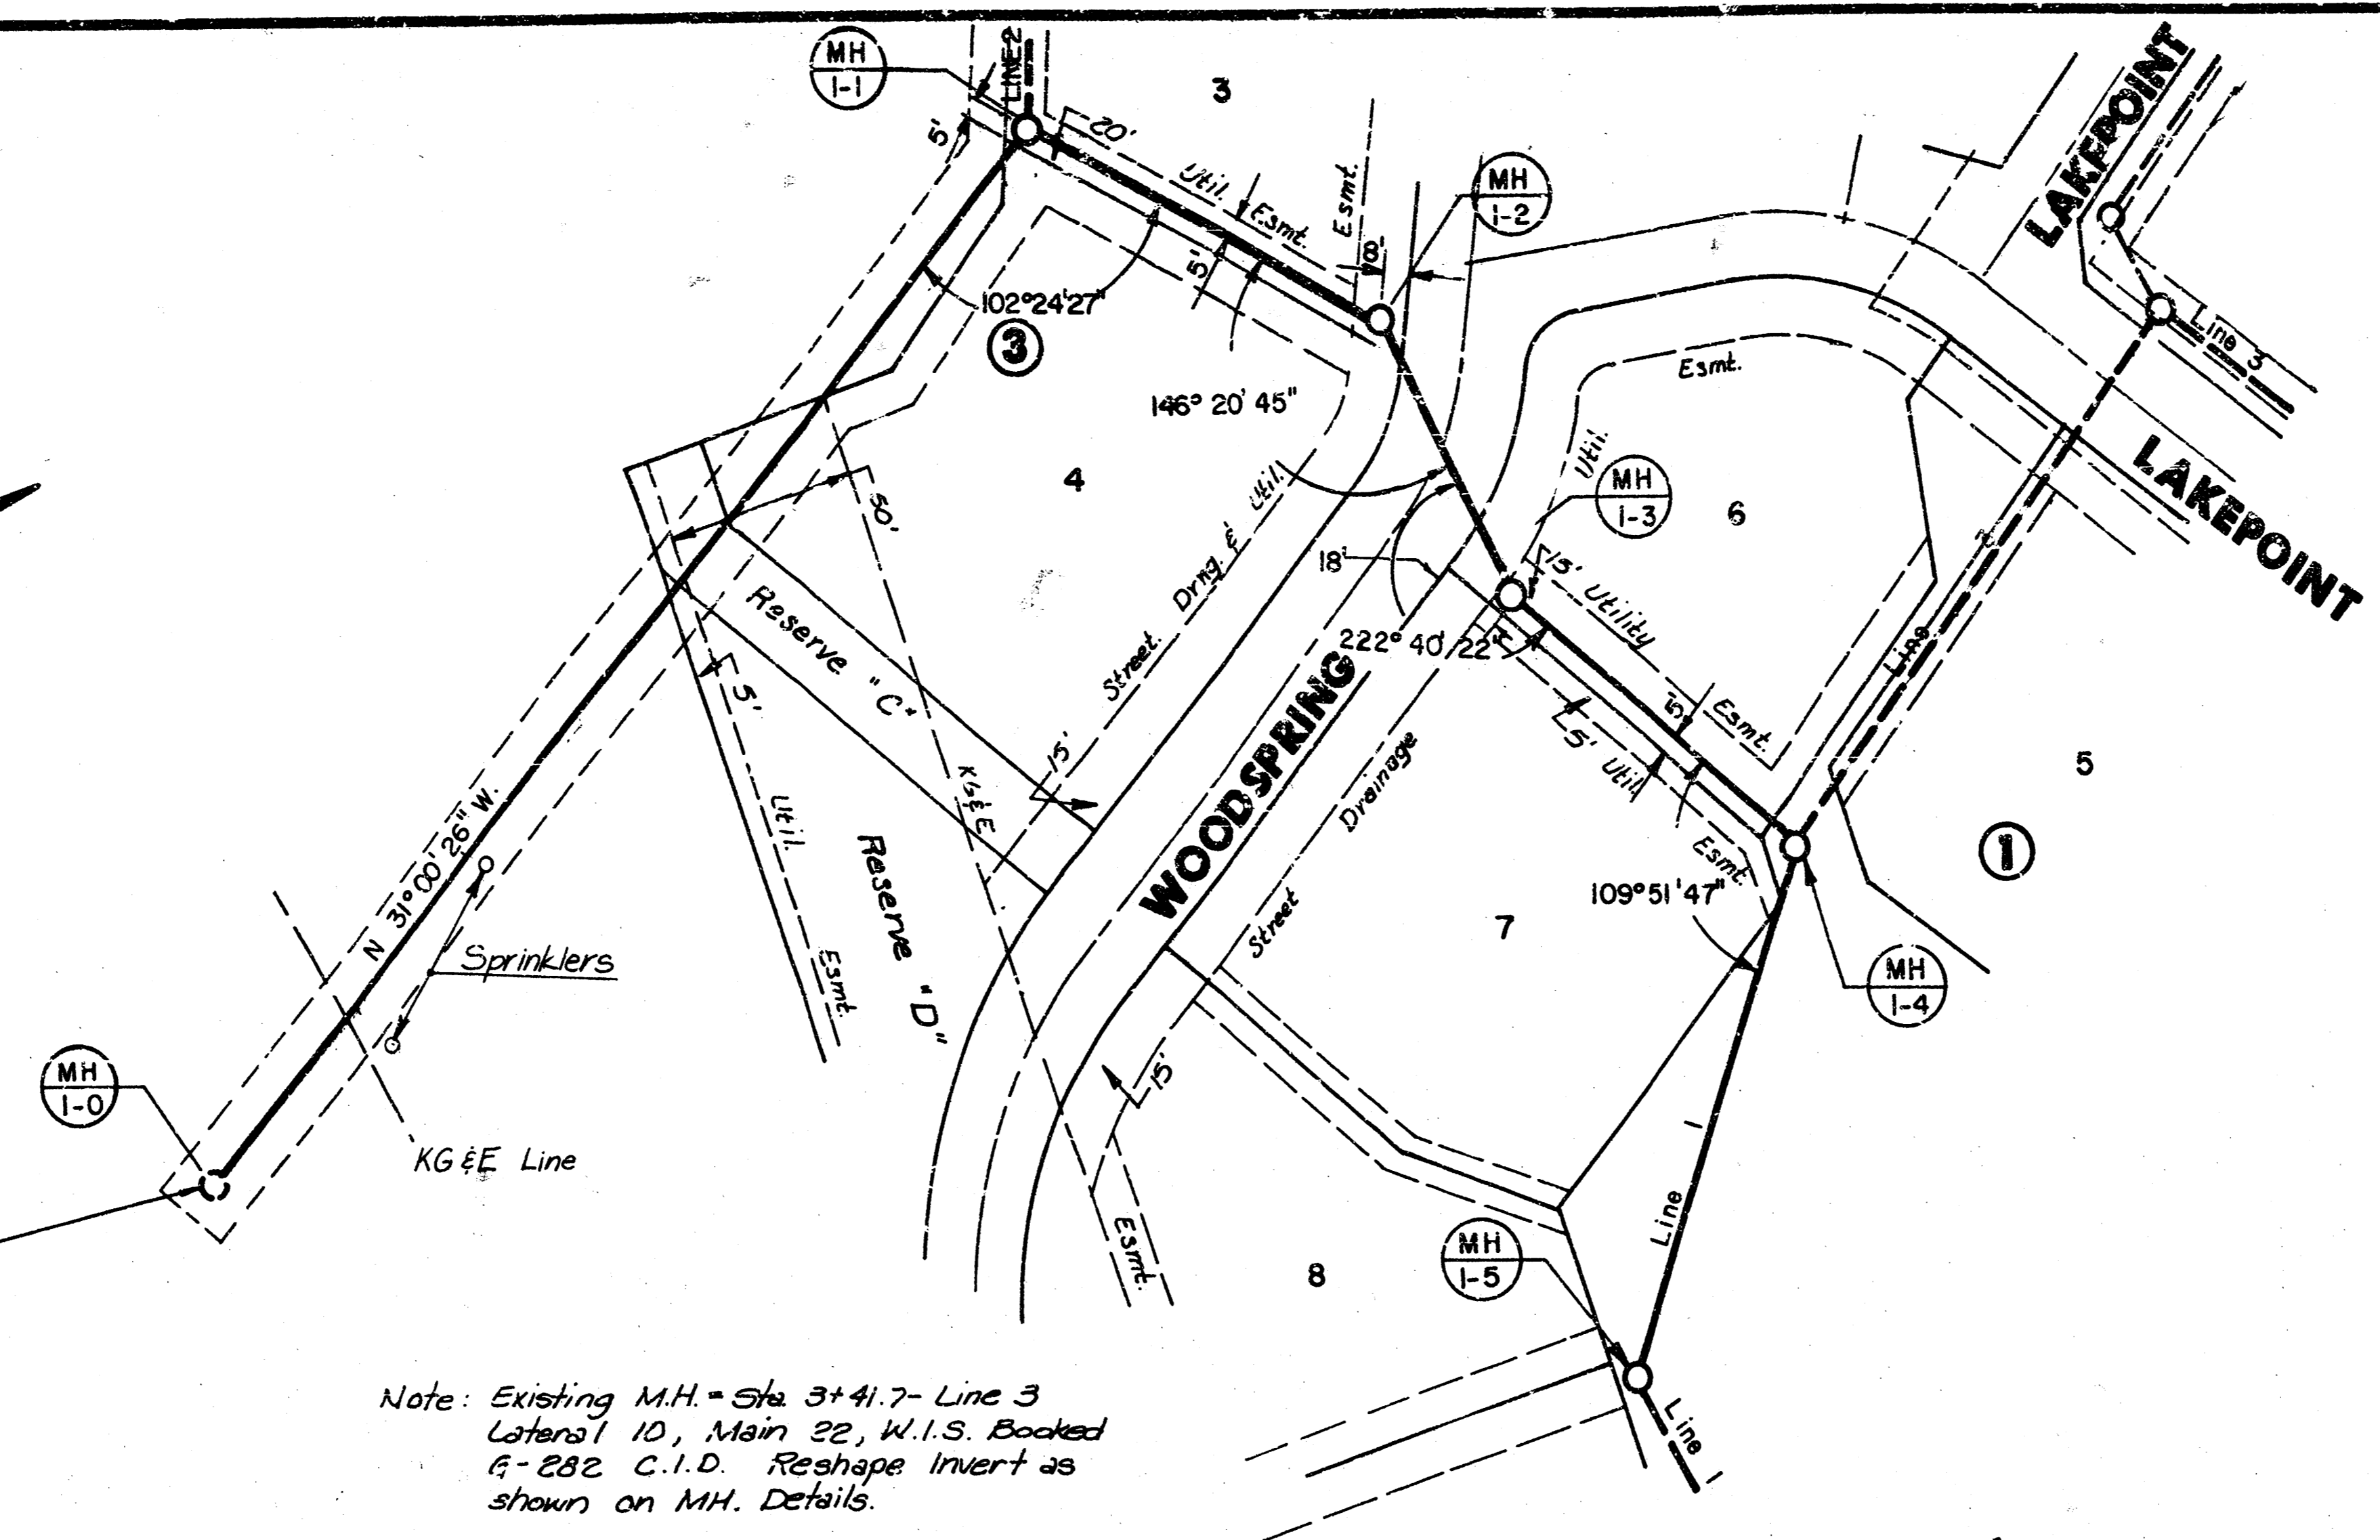 MH
1-1
LINE 2
3
LAKEPOINT
5'
20'
Util.
Esmt.
Esmt.
MH
1-2
8'
5'
102°24'27"
3
Esmt.
Line 3
146° 20' 45"
LAKEPOINT
4
50'
Util.
MH
1-3
6
Street. Drng. & Util.
18'
15' Utility
Esmt.
222° 40' 22"
Line
Reserve "C"
5'
5'
5'
Util.
Esmt.
5
15'
WOODSPRING
Street
Drainage
Util.
Esmt.
KG&E
N 31° 00' 26" W.
Reserve "D"
1
109°51'47"
7
Sprinklers
MH
1-4
MH
1-0
15'
KG&E Line
Esmt.
Line 1
8
MH
1-5
Line 1
Note: Existing M.H. = Sta. 3+41.7- Line 3
Lateral 10, Main 22, W.I.S. Booked
G-282 C.I.D. Reshape Invert as
shown on MH. Details.